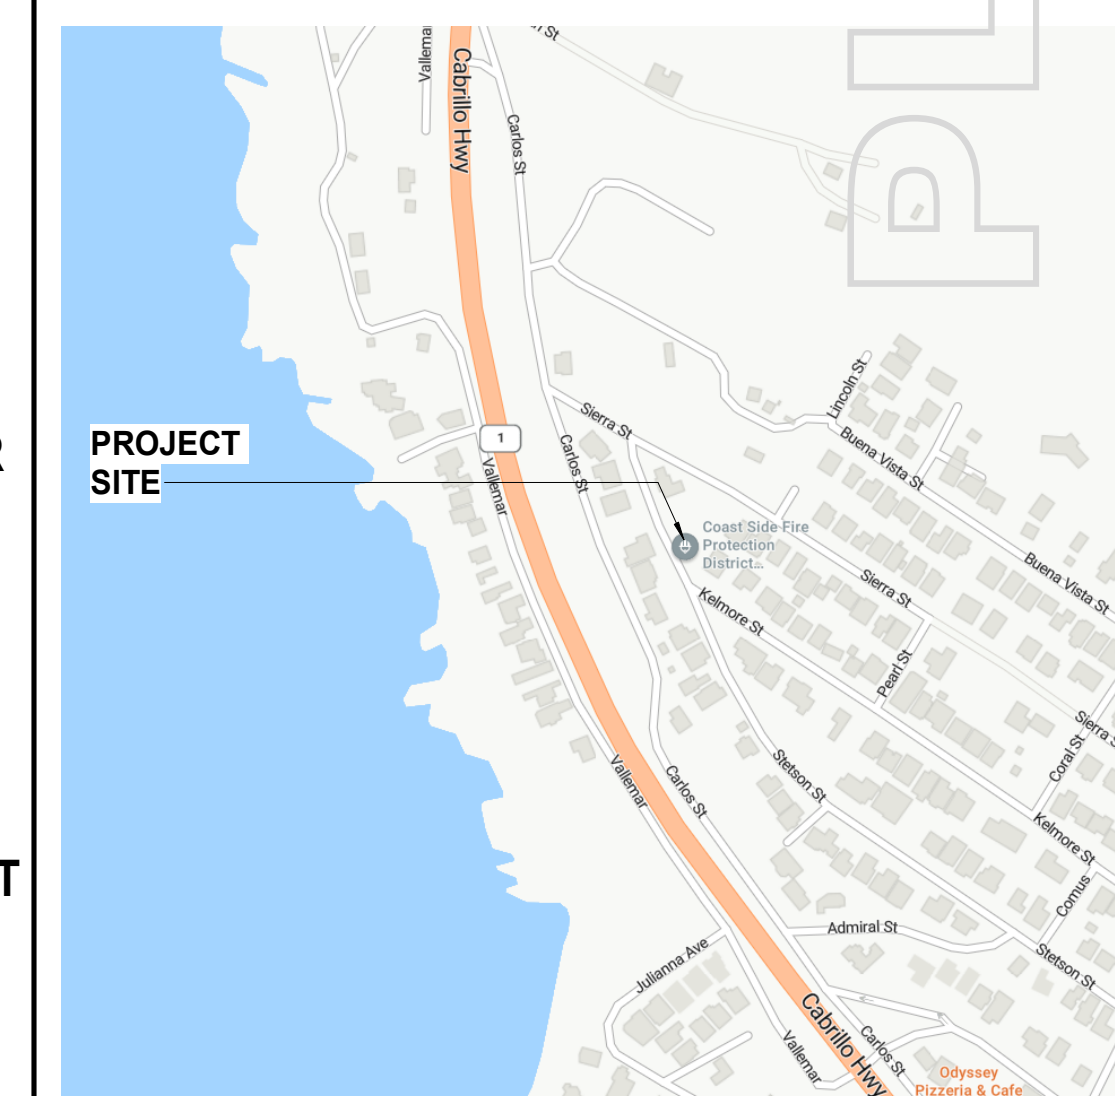 n St
Vallemar
Cabrillo Hwy
Carlos St
P
Lincoln St
Sierra St
Buena Vista St
R
PROJECT
SITE
1
Carlos St
Vallemar
Coast Side Fire
Protection
District...
Buena Vista St
Sierra St
Kelmore St
Pearl St
Sierra S
Coral St
Stetson St
Vallemar
Carlos St
Kelmore St
T
Comus
Admiral St
Julianna Ave
Stetson St
Cabrillo Hwy
Carlos St
Vallemar
Odyssey
Pizzeria & Cafe